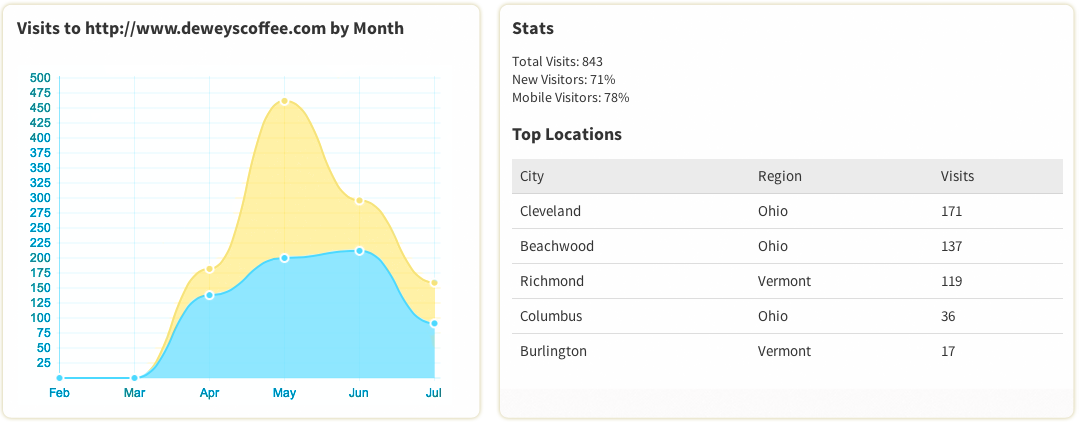 Visits to http://www.deweyscoffee.com by Month
500
475
450
425
400
375
350
325
300
275
250
225
200
175
150
125
100
75
50
25
Feb Mar Apr May Jun Jul
Stats
Total Visits: 843
New Visitors: 71%
Mobile Visitors: 78%
Top Locations
City Region Visits
Cleveland Ohio 171
Beachwood Ohio 137
Richmond Vermont 119
Columbus Ohio 36
Burlington Vermont 17